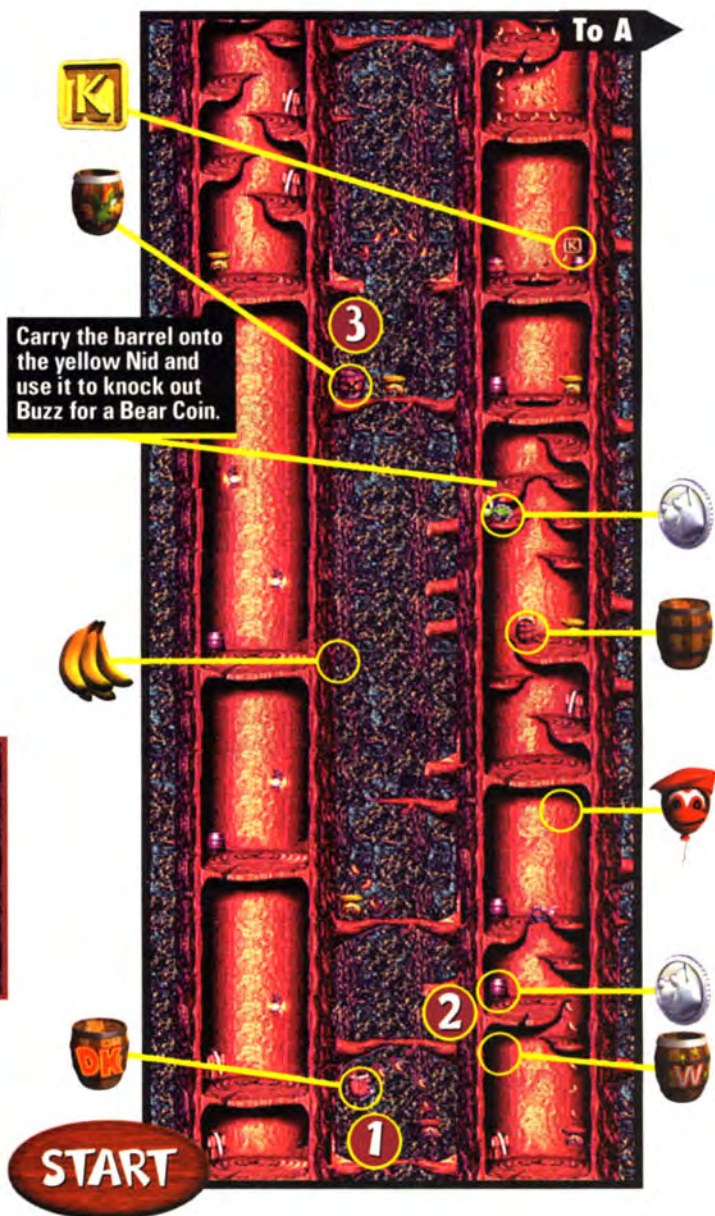 To A
K
K
3
Carry the barrel onto
the yellow Nid and
use it to knock out
Buzz for a Bear Coin.
2
W
DK
1
START